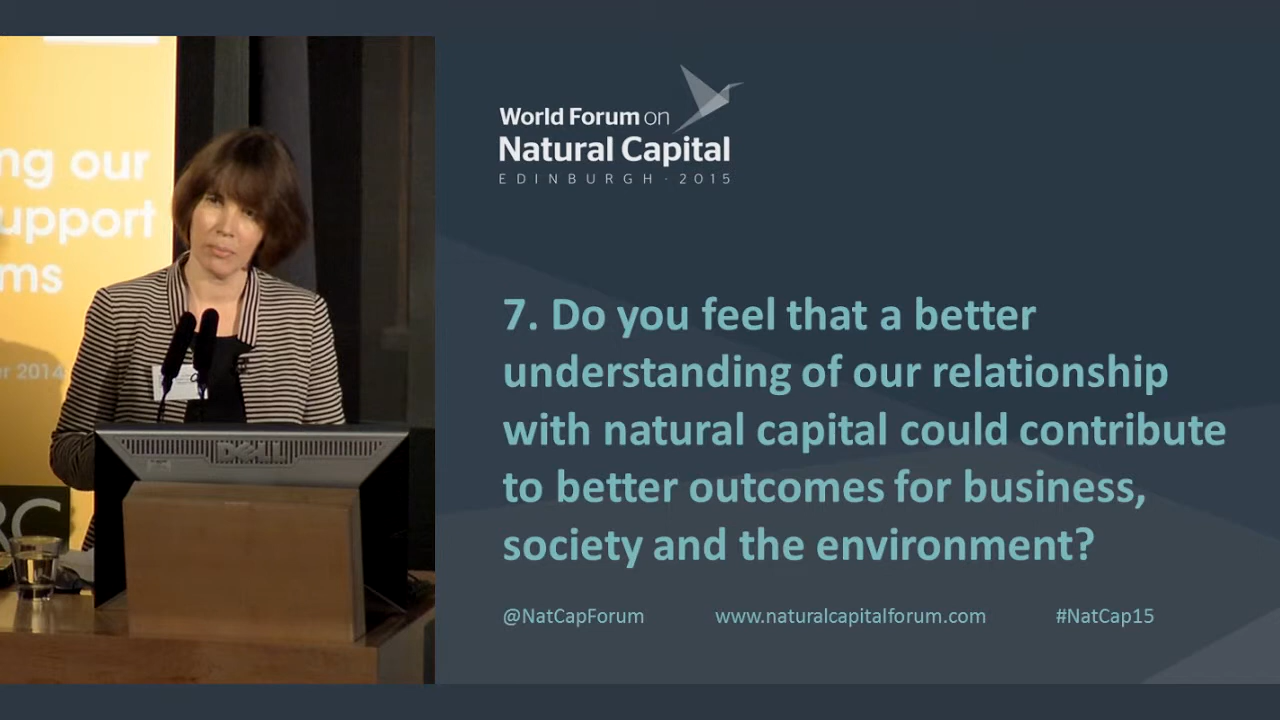 ng our
upport
ms
r 2014
RC
DELL
World Forum on
Natural Capital
EDINBURGH · 2015
7. Do you feel that a better
understanding of our relationship
with natural capital could contribute
to better outcomes for business,
society and the environment?
@NatCapForum www.naturalcapitalforum.com #NatCap15